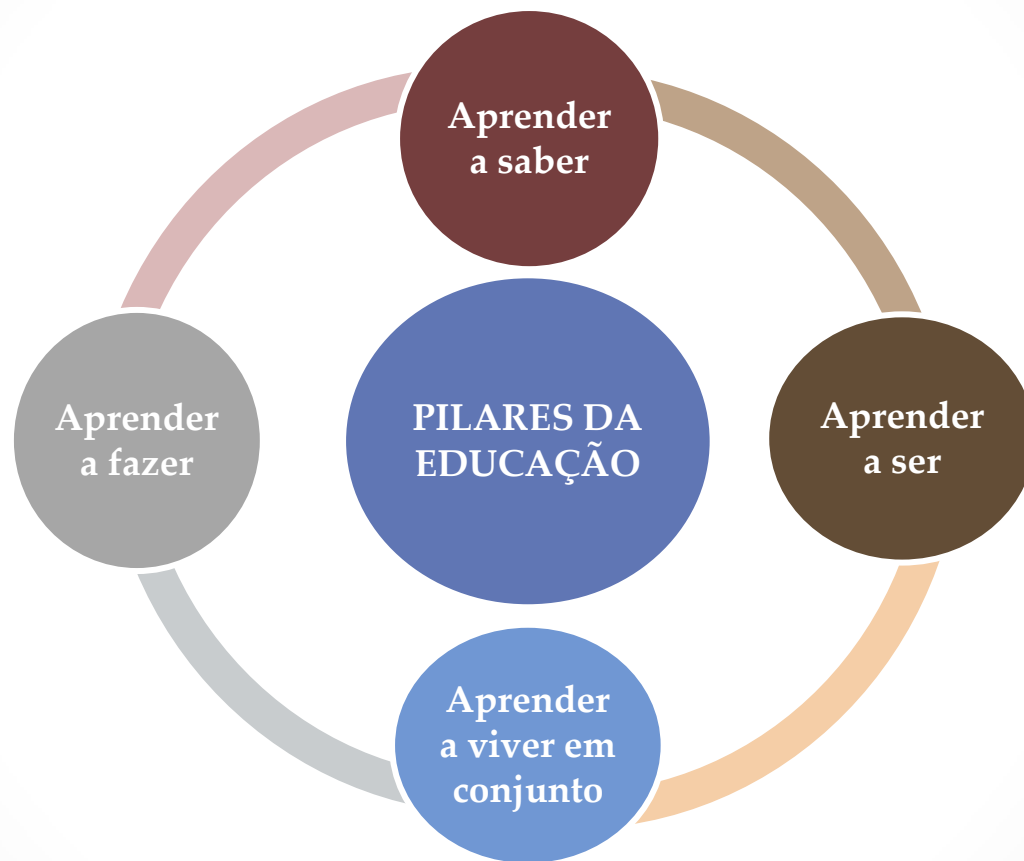 Aprender
a saber
Aprender
a fazer
PILARES DA
EDUCAÇÃO
Aprender
a ser
Aprender
a viver em
conjunto